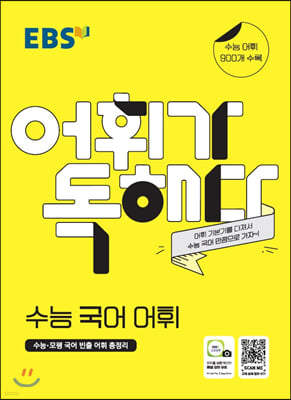 EBS
수능 어휘
900개 수록
어휘가
독해다
어휘 기본기를 다져서
수능 국어 만점으로 가자~!
수능 국어 어휘
수능·모평 국어 빈출 어휘 총정리
SCAN ME